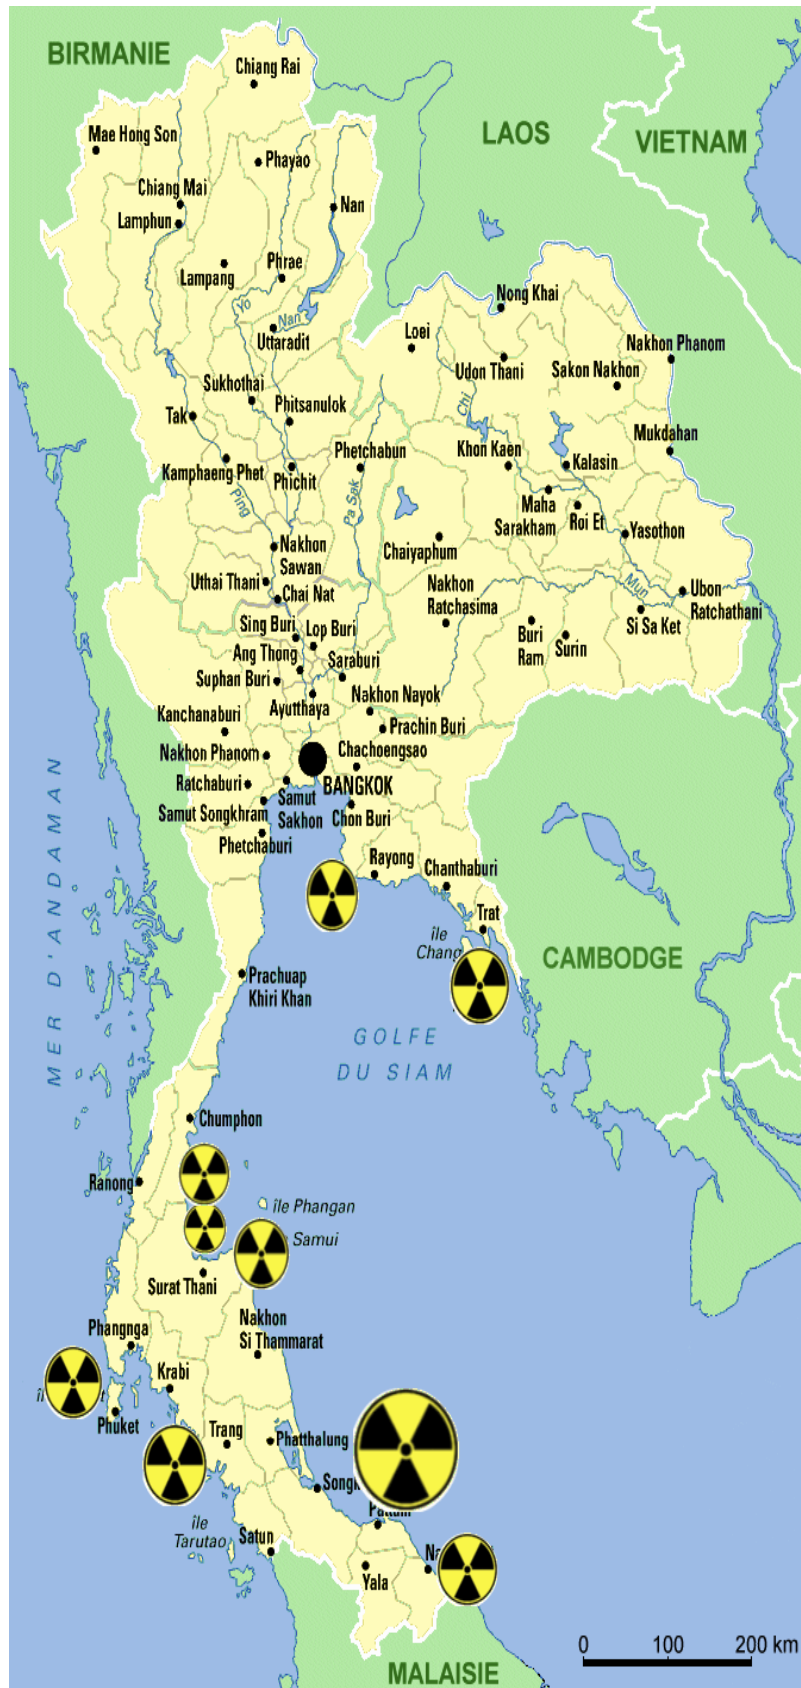 BIRMANIE
Chiang Rai
LAOS
VIETNAM
Mae Hong Son
Phayao
Chiang Mai
Lamphun
Nan
Lampang
Phrae
Yo
Nan
Uttaradit
Nong Khai
Loei
Nakhon Phanom
Udon Thani
Sakon Nakhon
Sukhothai
Phitsanulok
Chi
Tak
Mukdahan
Phetchabun
Khon Kaen
Kalasin
Kamphaeng Phet
Phichit
Ping
Pa Sak
Maha
Sarakham
Roi Et
Yasothon
Nakhon
Sawan
Chaiyaphum
Uthai Thani
Chai Nat
Nakhon
Ratchasima
Mun
Ubon
Ratchathani
Sing Buri
Lop Buri
Buri
Ram
Surin
Si Sa Ket
Ang Thong
Saraburi
Suphan Buri
Ayutthaya
Nakhon Nayok
Kanchanaburi
Prachin Buri
Nakhon Phanom
Chachoengsao
Ratchaburi
BANGKOK
Samut
Sakhon
Samut Songkhram
Chon Buri
Phetchaburi
MER D'ANDAMAN
Rayong
Chanthaburi
Trat
île
Chang
CAMBODGE
Prachuap
Khiri Khan
GOLFE
DU SIAM
Chumphon
Ranong
île Phangan
Samui
Surat Thani
Nakhon
Si Thammarat
Phangnga
Krabi
Phuket
Trang
Phatthalung
île
Tarutao
Satun
Yala
0 100 200 km
MALAISIE